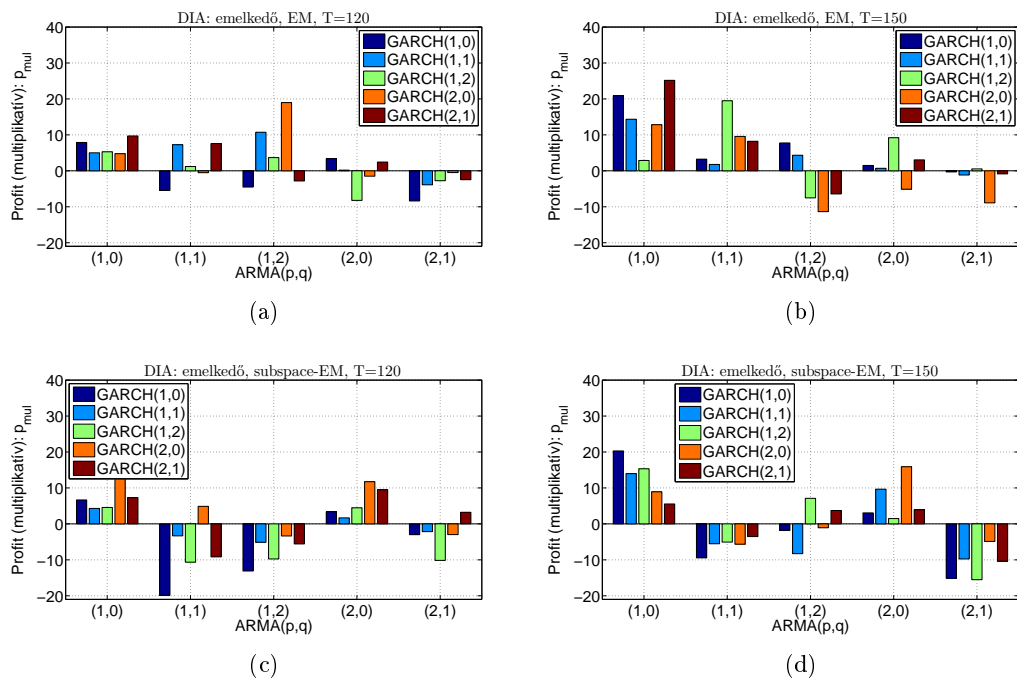 DIA: emelkedő, EM, T=120
Profit (multiplikatív): p_mul
40
30
20
10
0
−10
−20
GARCH(1,0)
GARCH(1,1)
GARCH(1,2)
GARCH(2,0)
GARCH(2,1)
(1,0) (1,1) (1,2) (2,0) (2,1)
ARMA(p,q)
(a)
DIA: emelkedő, EM, T=150
Profit (multiplikatív): p_mul
40
30
20
10
0
−10
−20
GARCH(1,0)
GARCH(1,1)
GARCH(1,2)
GARCH(2,0)
GARCH(2,1)
(1,0) (1,1) (1,2) (2,0) (2,1)
ARMA(p,q)
(b)
DIA: emelkedő, subspace-EM, T=120
Profit (multiplikatív): p_mul
40
30
20
10
0
−10
−20
GARCH(1,0)
GARCH(1,1)
GARCH(1,2)
GARCH(2,0)
GARCH(2,1)
(1,0) (1,1) (1,2) (2,0) (2,1)
ARMA(p,q)
(c)
DIA: emelkedő, subspace-EM, T=150
Profit (multiplikatív): p_mul
40
30
20
10
0
−10
−20
GARCH(1,0)
GARCH(1,1)
GARCH(1,2)
GARCH(2,0)
GARCH(2,1)
(1,0) (1,1) (1,2) (2,0) (2,1)
ARMA(p,q)
(d)